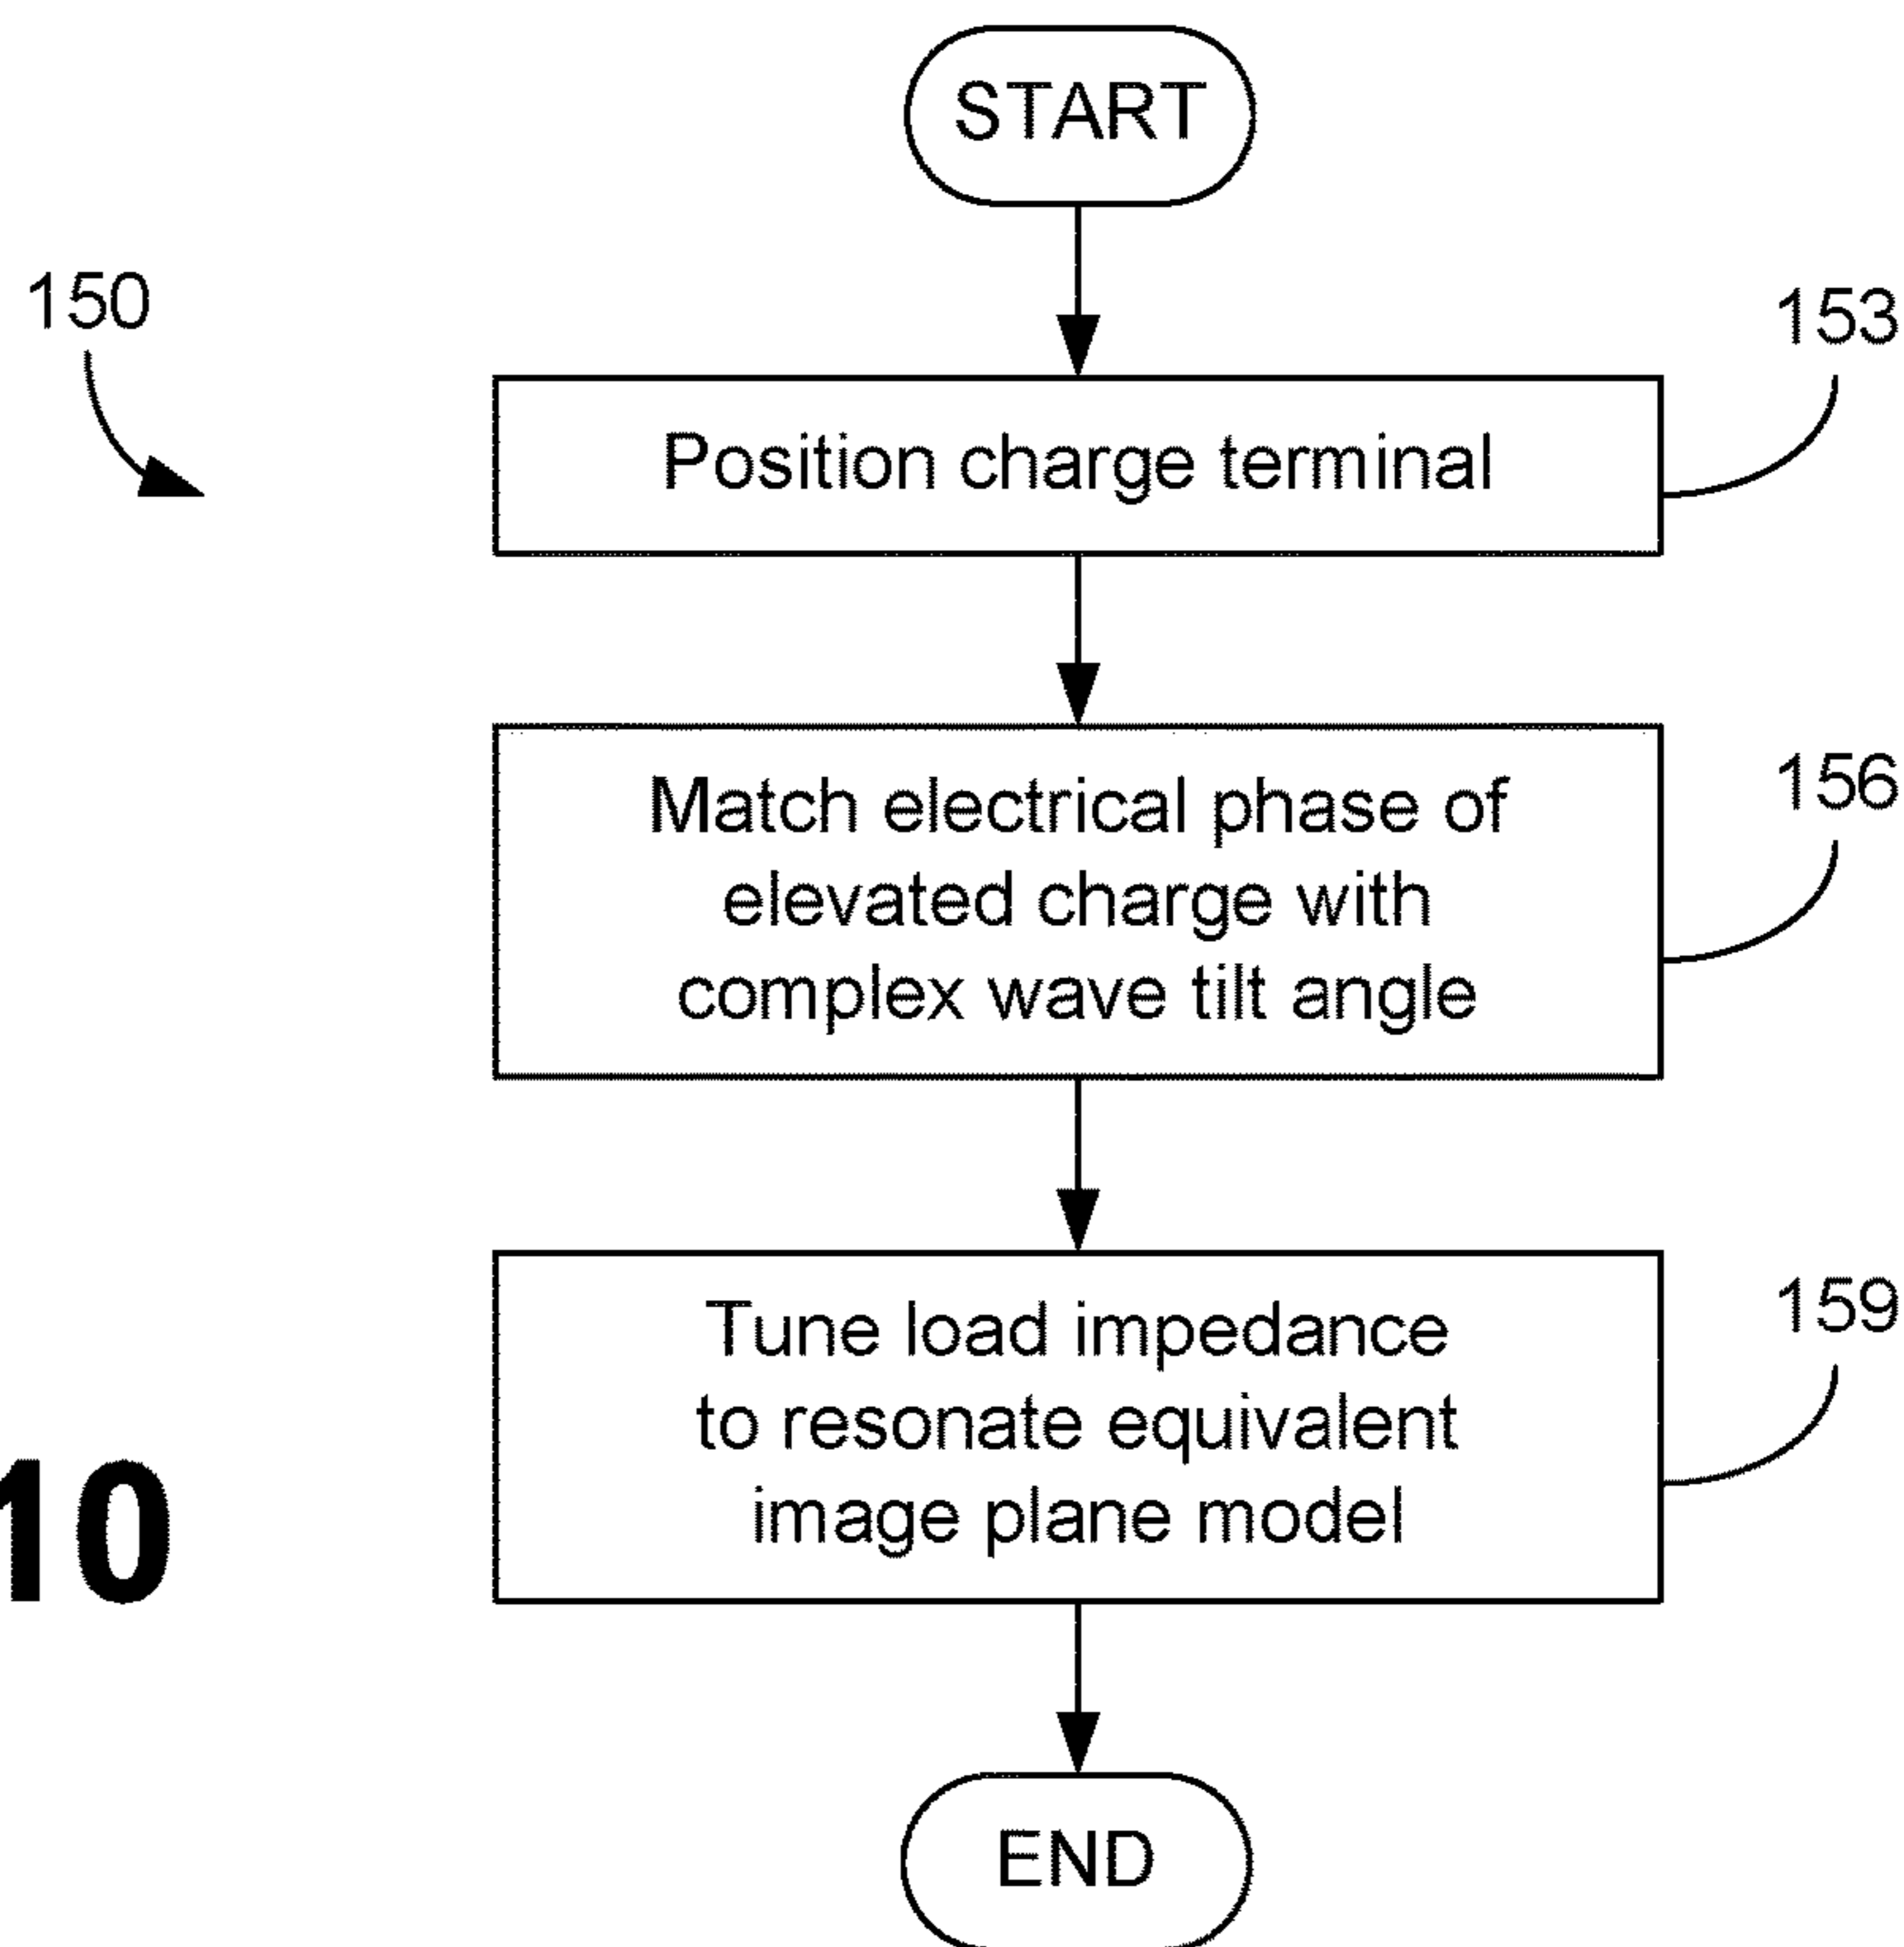 START
150
153
Position charge terminal
156
Match electrical phase of
elevated charge with
complex wave tilt angle
159
Tune load impedance
to resonate equivalent
image plane model
10
END